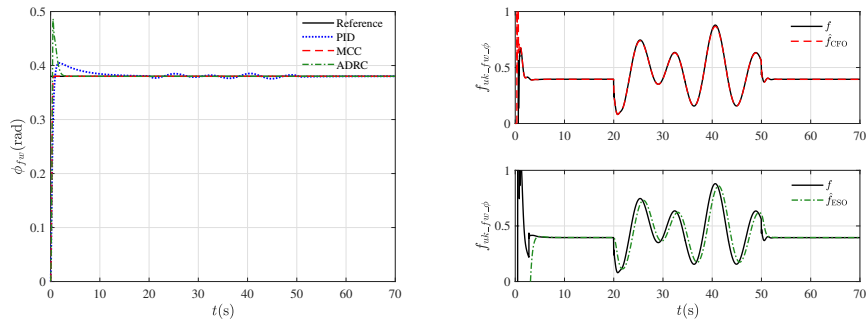 0.5
0.4
0.3
0.2
0.1
0
ϕ_fw(rad)
Reference
PID
MCC
ADRC
0 10 20 30 40 50 60 70
t(s)
1
0.5
0
f_uk_fw_ϕ
f
f̂_CFO
0 10 20 30 40 50 60 70
1
0.5
0
f_uk_fw_ϕ
f
f̂_ESO
0 10 20 30 40 50 60 70
t(s)